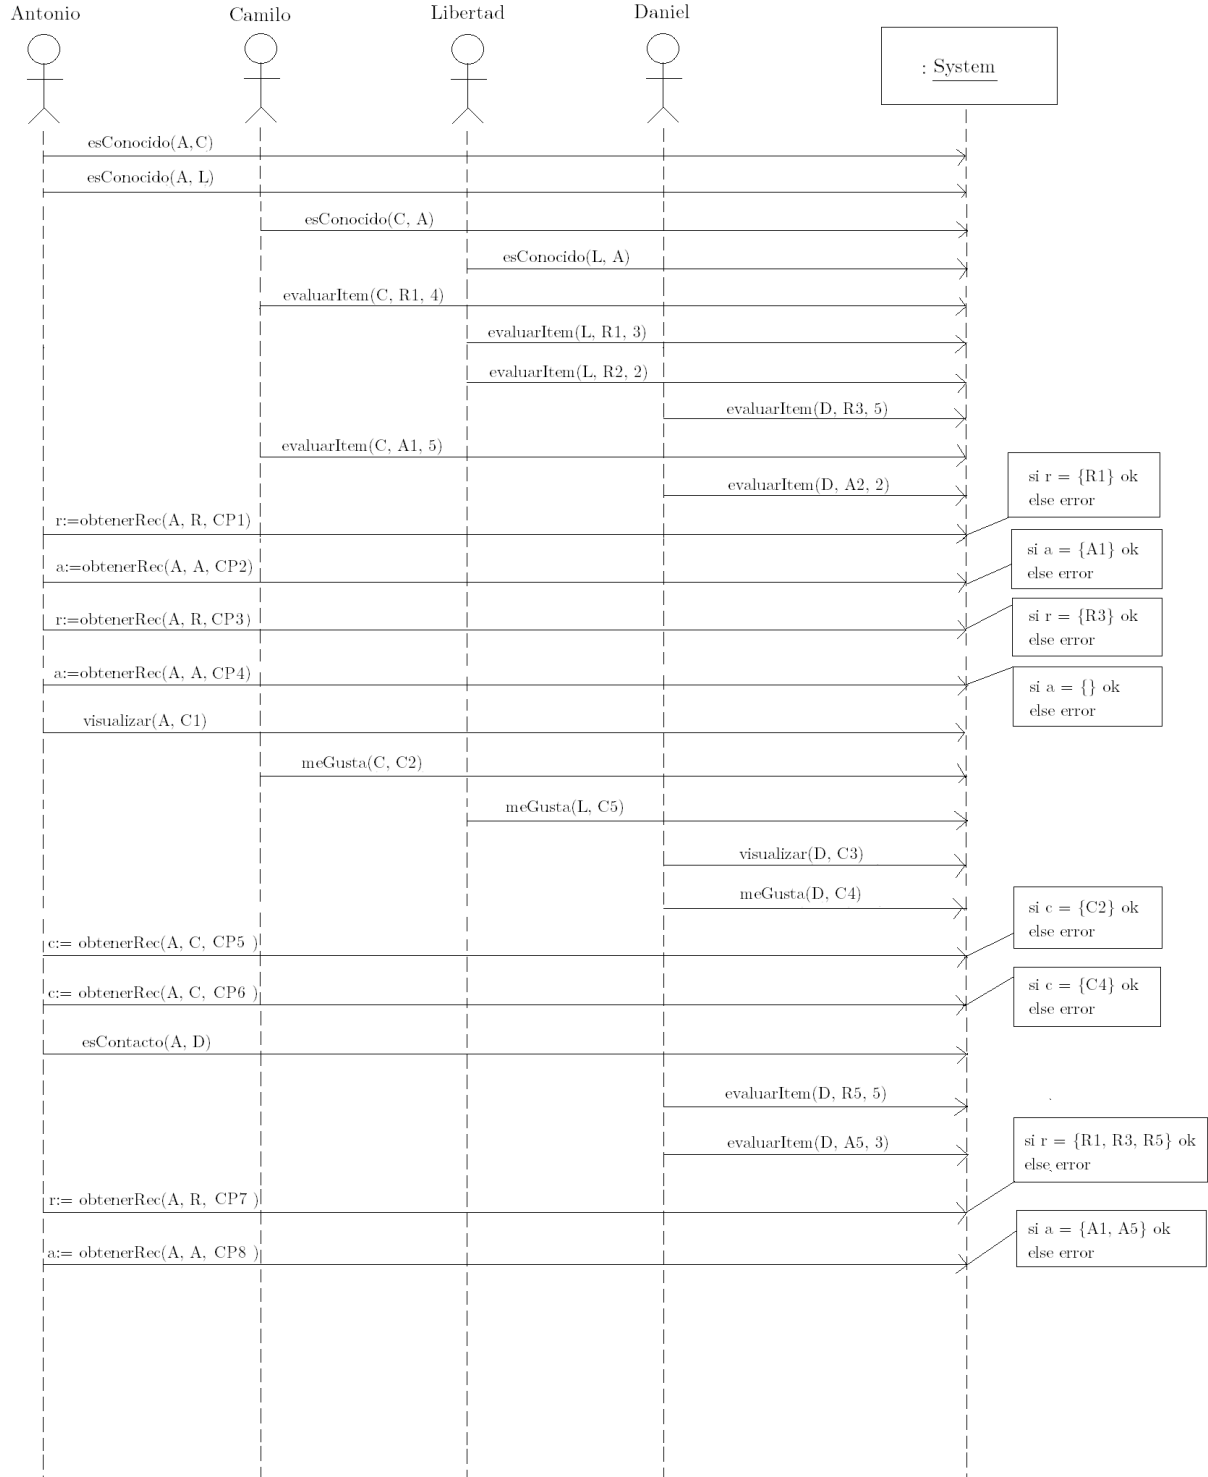 Antonio
Camilo
Libertad
Daniel
: System
esConocido(A,C)
esConocido(A, L)
esConocido(C, A)
esConocido(L, A)
evaluarItem(C, R1, 4)
evaluarItem(L, R1, 3)
evaluarItem(L, R2, 2)
evaluarItem(D, R3, 5)
evaluarItem(C, A1, 5)
evaluarItem(D, A2, 2)
si r = {R1} ok
else error
r:=obtenerRec(A, R, CP1)
si a = {A1} ok
else error
a:=obtenerRec(A, A, CP2)
si r = {R3} ok
else error
r:=obtenerRec(A, R, CP3)
a:=obtenerRec(A, A, CP4)
si a = {} ok
else error
visualizar(A, C1)
meGusta(C, C2)
meGusta(L, C5)
visualizar(D, C3)
meGusta(D, C4)
si c = {C2} ok
else error
c:= obtenerRec(A, C, CP5 )
si c = {C4} ok
else error
c:= obtenerRec(A, C, CP6 )
esContacto(A, D)
evaluarItem(D, R5, 5)
evaluarItem(D, A5, 3)
si r = {R1, R3, R5} ok
else error
r:= obtenerRec(A, R, CP7 )
si a = {A1, A5} ok
else error
a:= obtenerRec(A, A, CP8 )